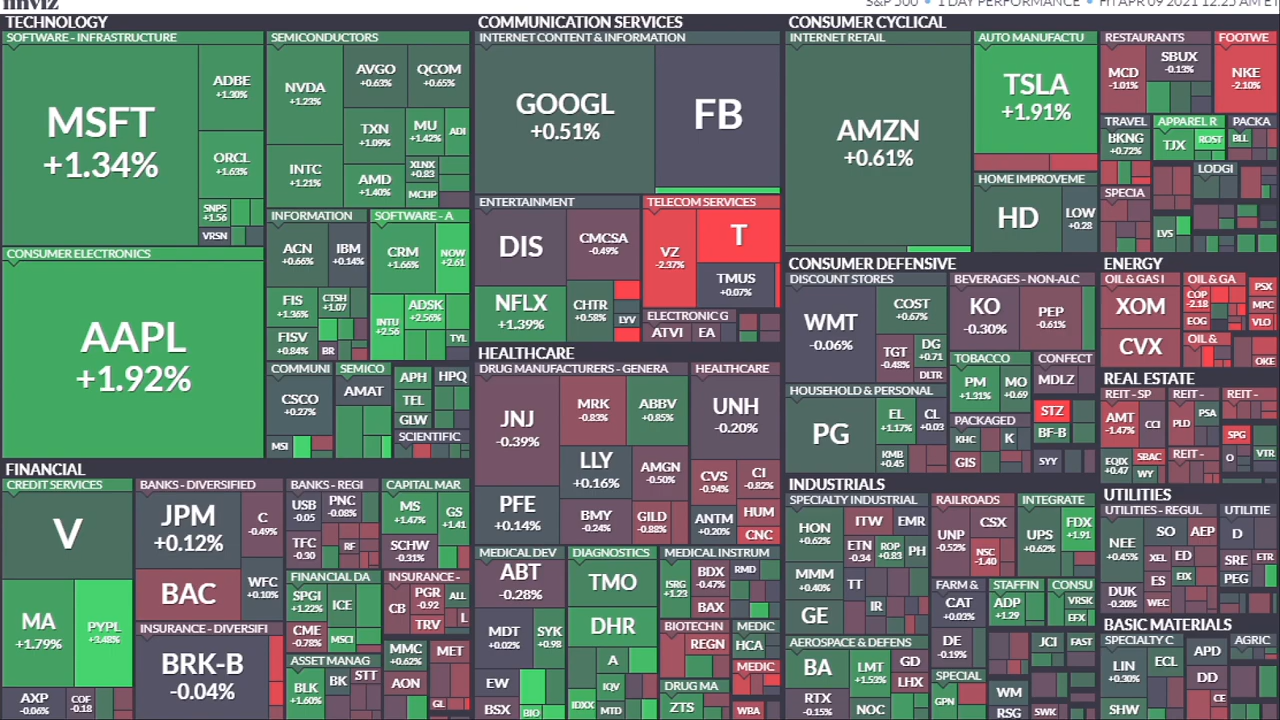 finviz
S&P 500 • 1 DAY PERFORMANCE • FRI APR 09 2021 12:25 AM ET
TECHNOLOGY
SOFTWARE - INFRASTRUCTURE
MSFT
+1.34%
ADBE
+1.30%
ORCL
+1.63%
SNPS
+1.56
VRSN
CONSUMER ELECTRONICS
AAPL
+1.92%
SEMICONDUCTORS
NVDA
+1.23%
AVGO
+0.63%
QCOM
+0.65%
TXN
+1.09%
MU
+1.42%
ADI
INTC
+1.21%
AMD
+1.40%
XLNX
+0.83
MCHP
INFORMATION
ACN
+0.66%
IBM
+0.14%
FIS
+1.36%
CTSH
+1.07
FISV
+0.84%
BR
SOFTWARE - A
CRM
+1.66%
NOW
+2.61
INTU
+2.56
ADSK
+2.56%
TYL
COMMUNI
CSCO
+0.27%
MSI
SEMICO
AMAT
APH
HPQ
TEL
GLW
SCIENTIFIC
COMMUNICATION SERVICES
INTERNET CONTENT & INFORMATION
GOOGL
+0.51%
FB
ENTERTAINMENT
DIS
CMCSA
-0.49%
NFLX
+1.39%
CHTR
+0.58%
LYV
TELECOM SERVICES
VZ
-2.37%
T
TMUS
+0.07%
ELECTRONIC G
ATVI
EA
CONSUMER CYCLICAL
INTERNET RETAIL
AMZN
+0.61%
AUTO MANUFACTU
TSLA
+1.91%
HOME IMPROVEME
HD
LOW
+0.28
RESTAURANTS
MCD
-1.01%
SBUX
-0.13%
FOOTWE
NKE
-2.10%
TRAVEL
BKNG
+0.72%
APPAREL R
TJX
ROST
PACKA
BLL
SPECIA
LODGI
LVS
HEALTHCARE
DRUG MANUFACTURERS - GENERA
JNJ
-0.39%
MRK
-0.83%
ABBV
+0.85%
LLY
+0.16%
AMGN
-0.50%
PFE
+0.14%
BMY
-0.24%
GILD
-0.88%
HEALTHCARE
UNH
-0.20%
CVS
-0.94%
CI
-0.82%
ANTM
+0.20%
HUM
CNC
MEDICAL DEV
ABT
-0.28%
MDT
+0.02%
SYK
+0.98
EW
BSX
BIO
DIAGNOSTICS
TMO
DHR
A
IQV
IDXX
MTD
MEDICAL INSTRUM
ISRG
+1.23
BDX
-0.47%
RMD
BAX
BIOTECHN
REGN
MEDIC
HCA
MEDIC
DRUG MA
ZTS
WBA
CONSUMER DEFENSIVE
DISCOUNT STORES
WMT
-0.06%
COST
+0.67%
TGT
-0.48%
DG
+0.71
DLTR
BEVERAGES - NON-ALC
KO
-0.30%
PEP
-0.61%
HOUSEHOLD & PERSONAL
PG
EL
+1.17%
CL
+0.03
KMB
+0.45
TOBACCO
PM
+1.31%
MO
+0.69
CONFECT
MDLZ
PACKAGED
KHC
K
GIS
STZ
BF-B
SYY
ENERGY
OIL & GAS I
XOM
CVX
OIL & GA
COP
-2.18
EOG
PSX
MPC
VLO
OIL &
OKE
REAL ESTATE
REIT - SP
AMT
-1.47%
CCI
EQIX
+0.47
SBAC
WY
REIT -
PLD
PSA
REIT -
SPG
REIT -
O
VTR
FINANCIAL
CREDIT SERVICES
V
MA
+1.79%
PYPL
+3.48%
AXP
-0.06%
COF
-0.18
BANKS - DIVERSIFIED
JPM
+0.12%
C
-0.49%
BAC
WFC
+0.10%
INSURANCE - DIVERSIFI
BRK-B
-0.04%
BANKS - REGI
USB
-0.05
PNC
-0.08%
TFC
-0.30
RF
CAPITAL MAR
MS
+1.47%
GS
+1.41
SCHW
-0.31%
FINANCIAL DA
SPGI
+1.22%
ICE
CME
-0.78%
MSCI
INSURANCE -
CB
PGR
-0.92
ALL
TRV
L
ASSET MANAG
BLK
+1.60%
BK
STT
MMC
+0.62%
AON
MET
GL
INDUSTRIALS
SPECIALTY INDUSTRIAL
HON
+0.62%
ITW
EMR
ETN
-0.34
ROP
+0.83
PH
MMM
+0.40%
TT
GE
IR
RAILROADS
UNP
-0.52%
CSX
NSC
-1.40
INTEGRATE
UPS
+0.62%
FDX
+1.91
FARM &
CAT
+0.03%
DE
-0.19%
STAFFIN
ADP
+1.29
CONSU
VRSK
EFX
AEROSPACE & DEFENS
BA
LMT
+1.53%
GD
LHX
RTX
-0.15%
NOC
SPECIAL
GPN
JCI
FAST
WM
RSG
SWK
UTILITIES
UTILITIES - REGUL
NEE
+0.45%
SO
AEP
XEL
ED
DUK
-0.20%
ES
EIX
WEC
UTILITIE
D
SRE
ETR
PEG
BASIC MATERIALS
SPECIALTY C
LIN
+0.30%
ECL
APD
DD
SHW
CE
AGRIC